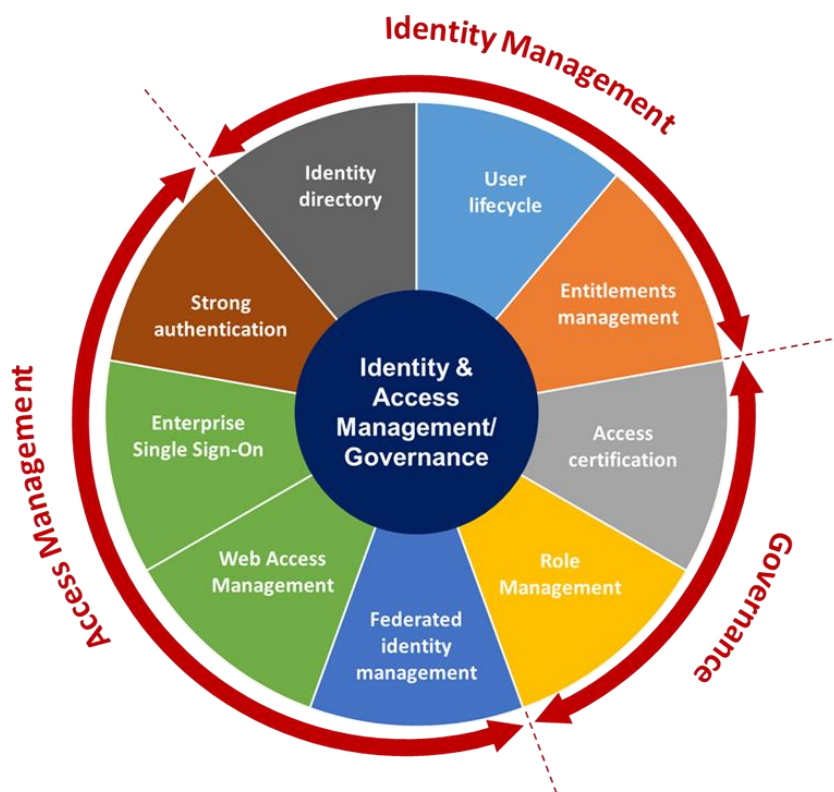 Identity Management
Identity
directory
User
lifecycle
Entitlements
management
Strong
authentication
Identity &
Access
Management/
Governance
Access
certification
Enterprise
Single Sign-On
Web Access
Management
Role
Management
Federated
identity
management
Access Management
Governance